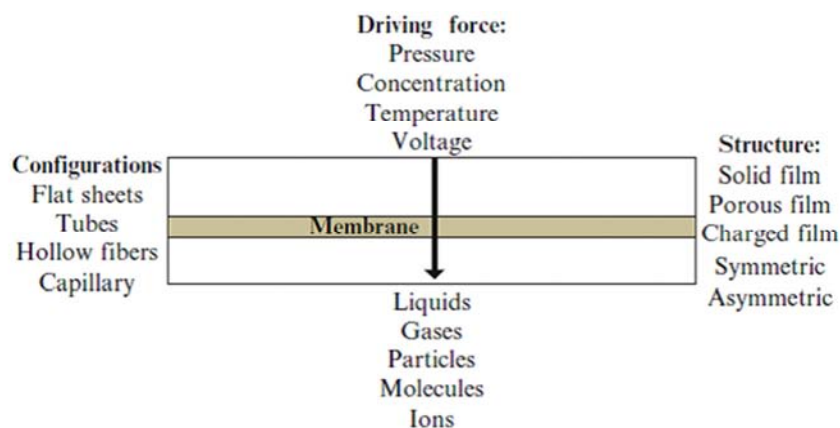 Driving force:
Pressure
Concentration
Temperature
Voltage
Configurations
Flat sheets
Tubes
Hollow fibers
Capillary
Membrane
Structure:
Solid film
Porous film
Charged film
Symmetric
Asymmetric
Liquids
Gases
Particles
Molecules
Ions